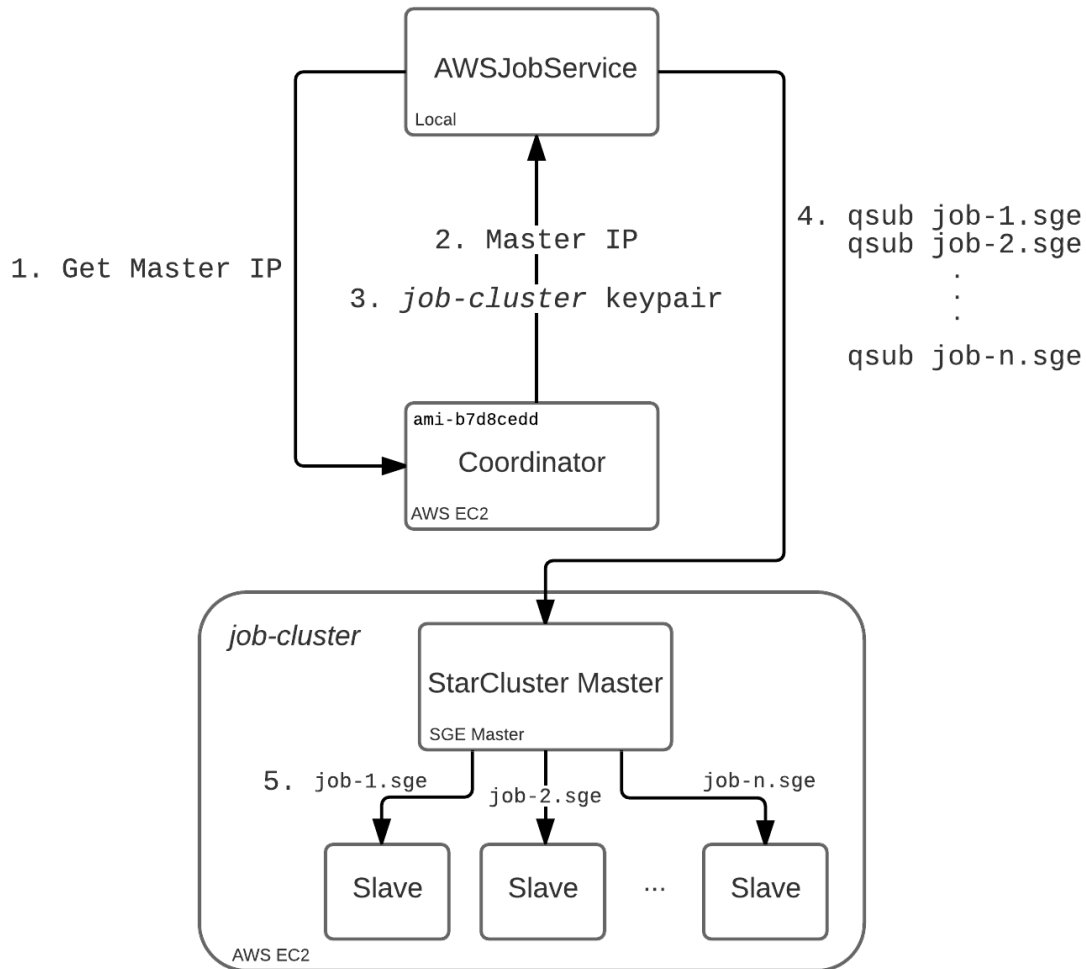 AWSJobService
Local
1. Get Master IP
2. Master IP
3. job-cluster keypair
4. qsub job-1.sge
qsub job-2.sge
.
.
.
qsub job-n.sge
ami-b7d8cedd
Coordinator
AWS EC2
job-cluster
StarCluster Master
SGE Master
5. job-1.sge
job-2.sge
job-n.sge
Slave
Slave
...
Slave
AWS EC2